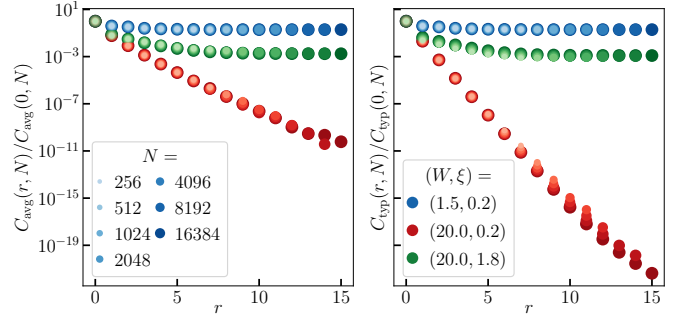 10¹
10⁻³
10⁻⁷
10⁻¹¹
10⁻¹⁵
10⁻¹⁹
C_avg(r, N)/C_avg(0, N)
N =
256 4096
512 8192
1024 16384
2048
0 5 10 15
r
C_typ(r, N)/C_typ(0, N)
(W, ξ) =
(1.5, 0.2)
(20.0, 0.2)
(20.0, 1.8)
0 5 10 15
r